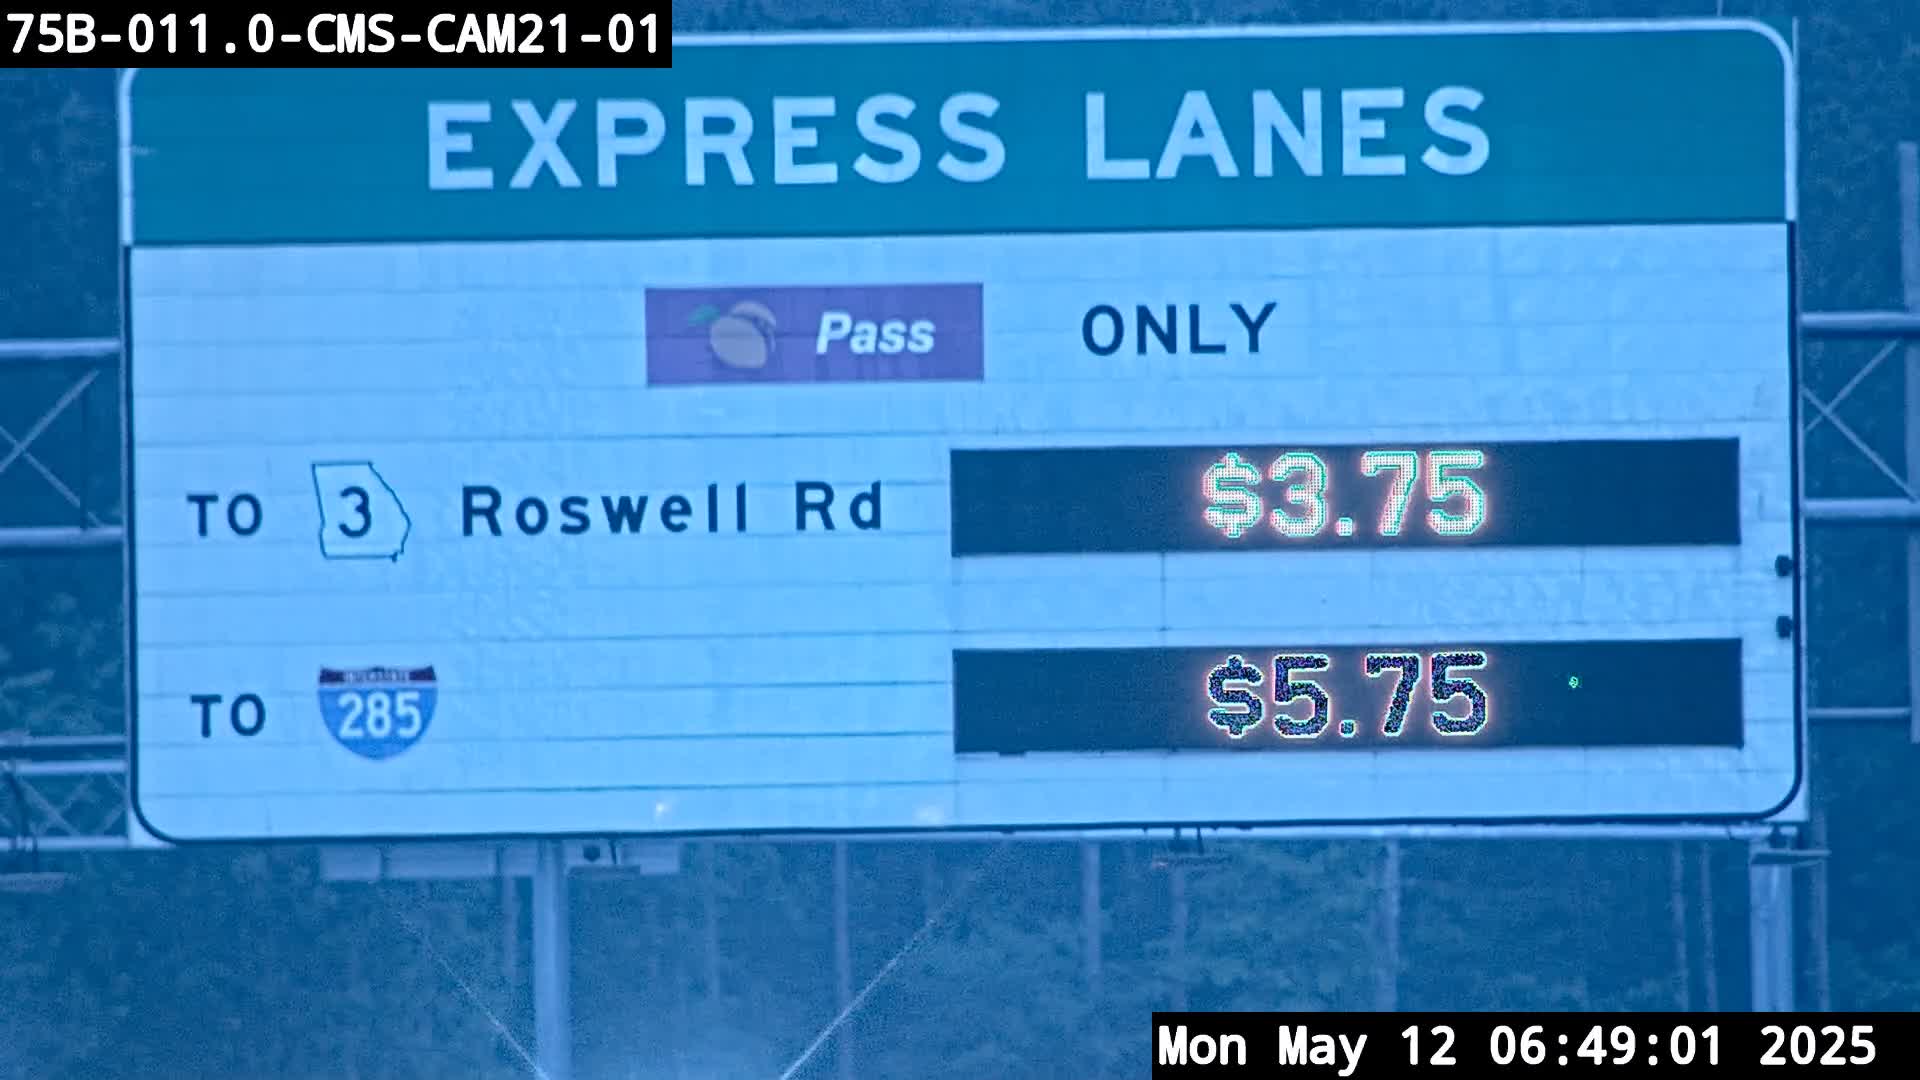 75B-011.0-CMS-CAM21-01
EXPRESS LANES
Pass ONLY
TO 3 Roswell Rd $3.75
TO 285 $5.75
Mon May 12 06:49:01 2025